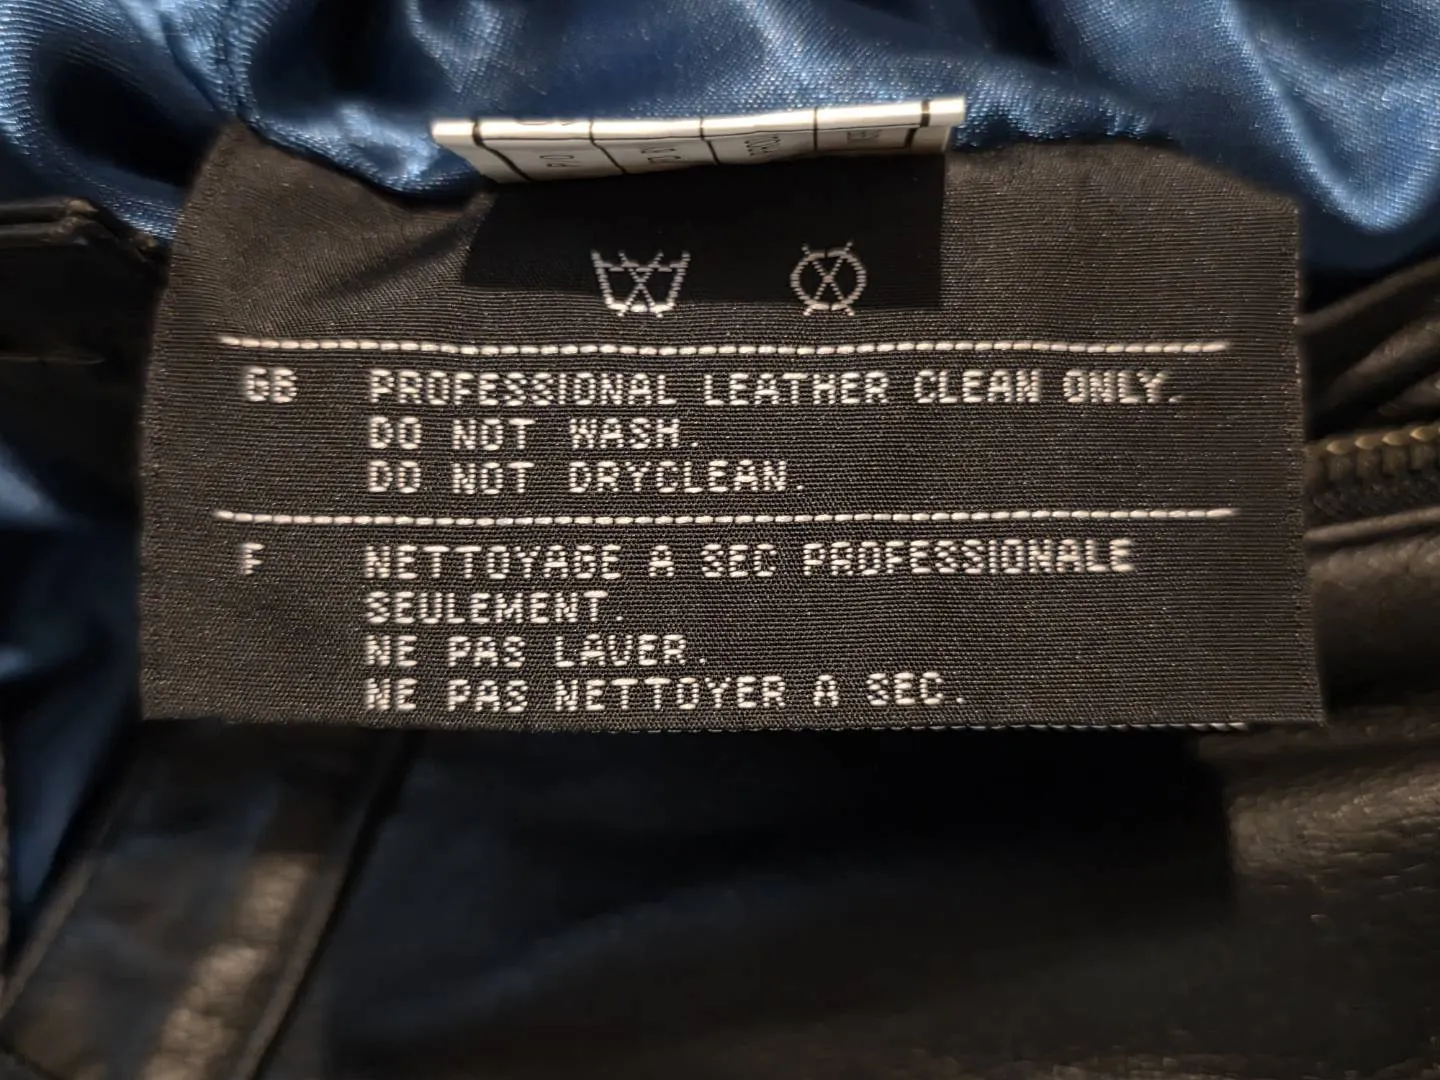 GB PROFESSIONAL LEATHER CLEAN ONLY.
DO NOT WASH.
DO NOT DRYCLEAN.
F NETTOYAGE A SEC PROFESSIONALE
SEULEMENT.
NE PAS LAVER.
NE PAS NETTOYER A SEC.